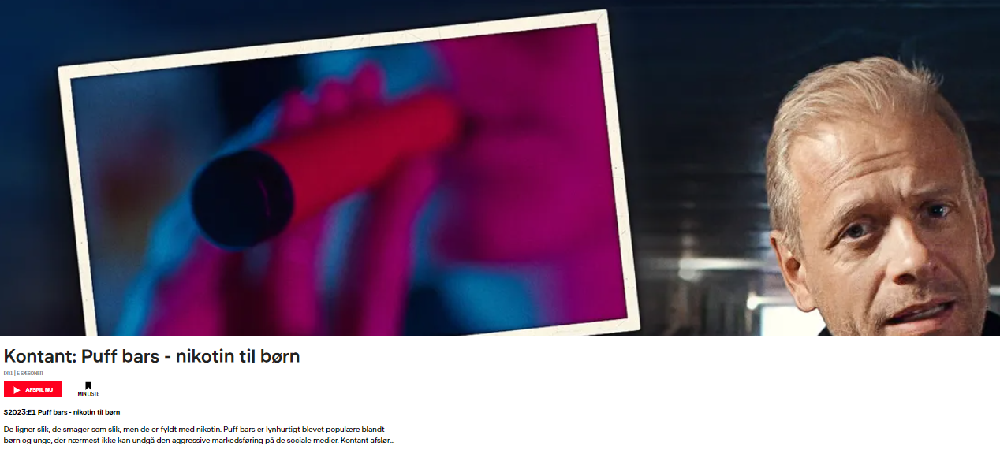 Kontant: Puff bars - nikotin til børn
DR1 | 5 SÆSONER
AFSPIL NU
MIN LISTE
S2023:E1 Puff bars - nikotin til børn
De ligner slik, de smager som slik, men de er fyldt med nikotin. Puff bars er lynhurtigt blevet populære blandt
børn og unge, der nærmest ikke kan undgå den aggressive markedsføring på de sociale medier. Kontant afslør...